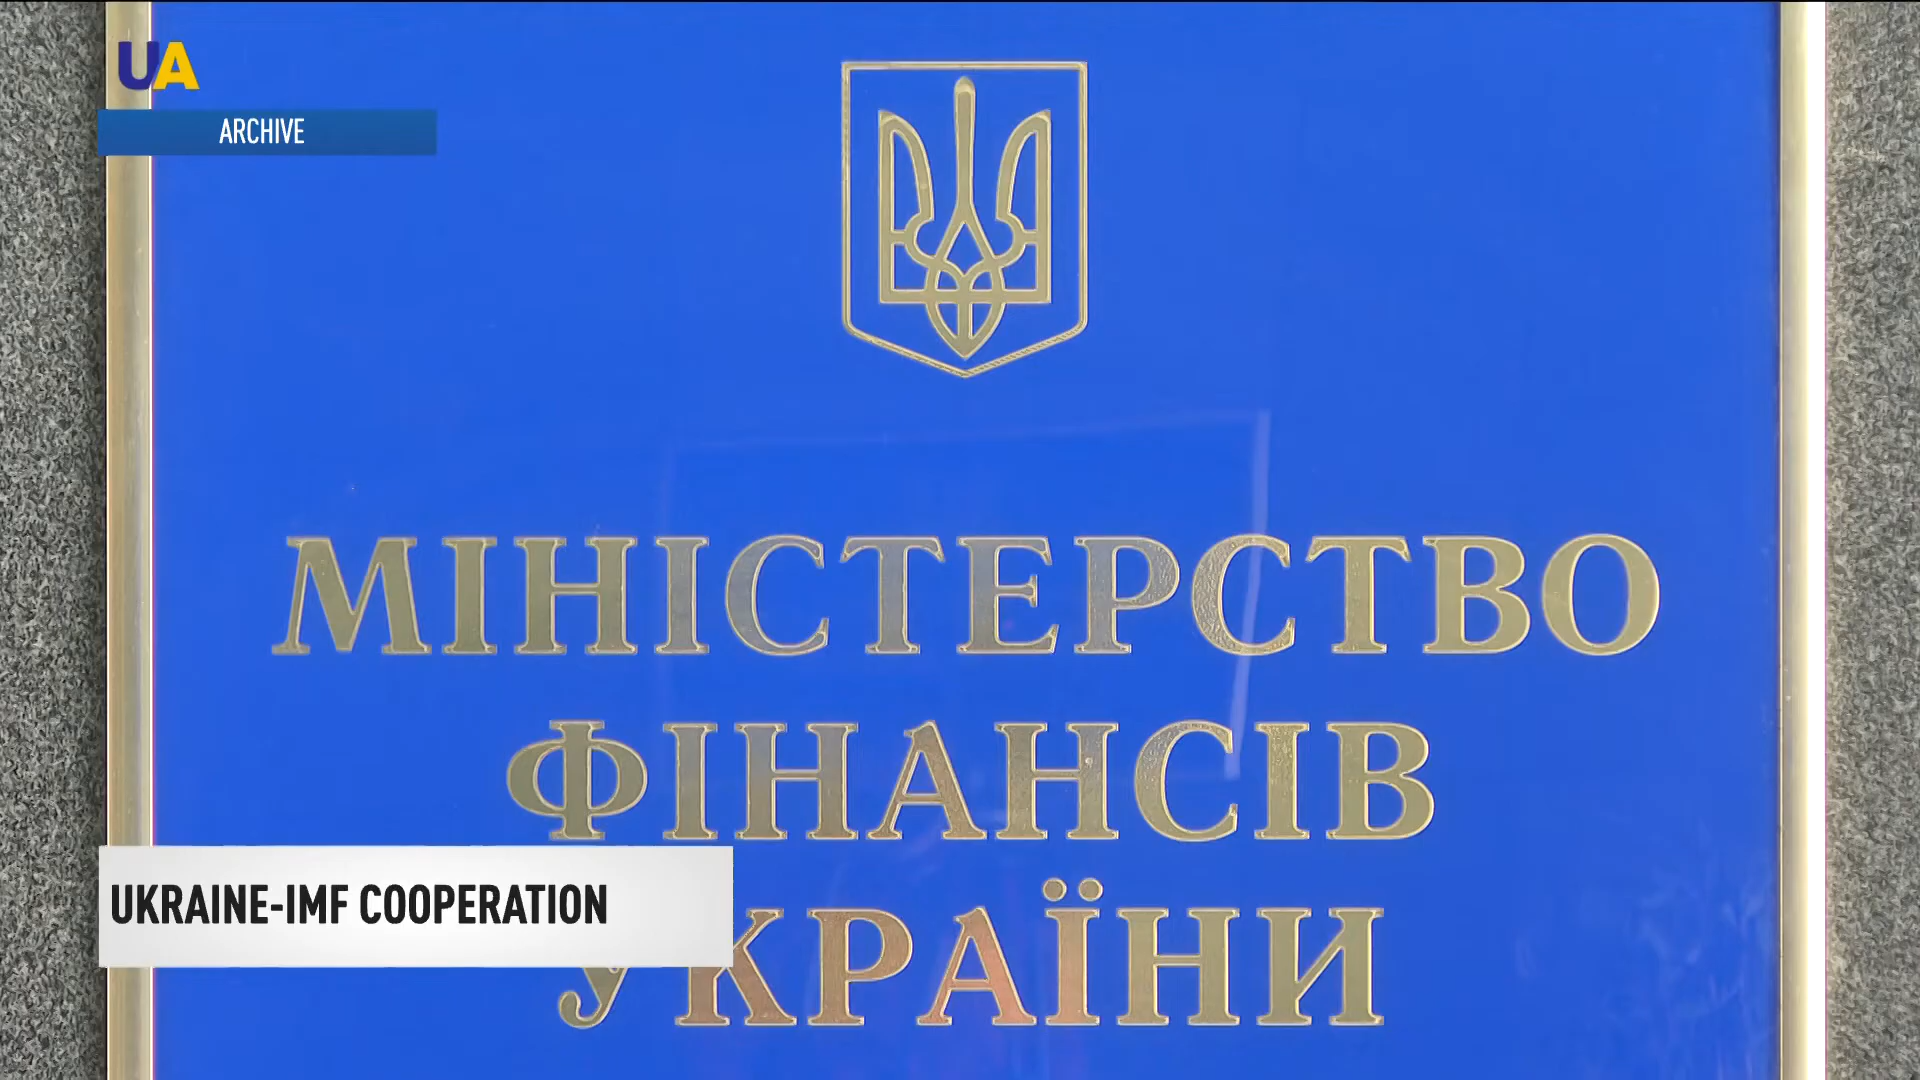 UA
ARCHIVE
МІНІСТЕРСТВО
ФІНАНСІВ
UKRAINE-IMF COOPERATION
УКРАЇНИ